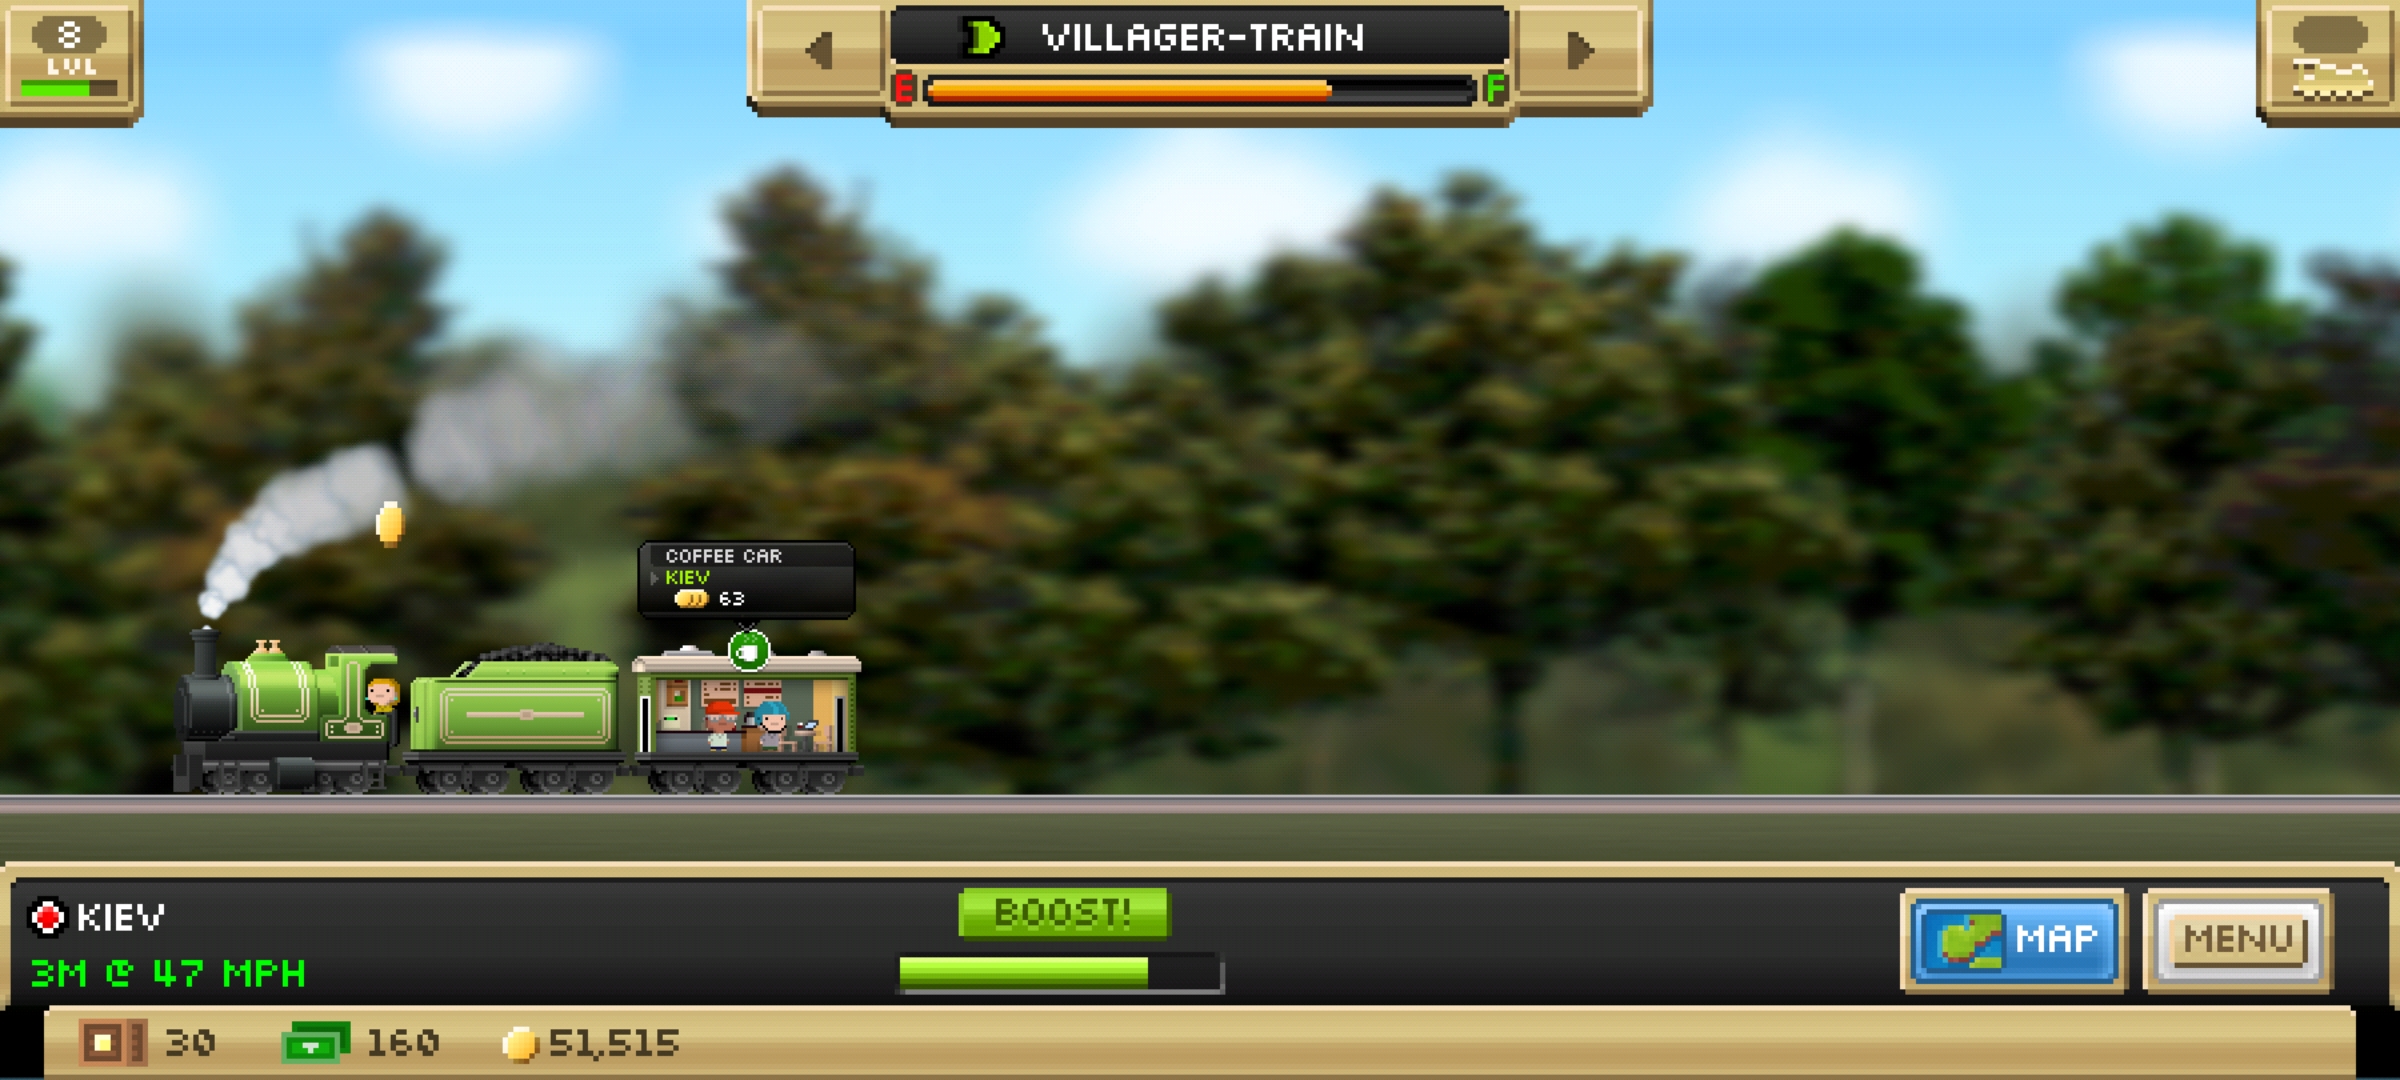 8
LVL
VILLAGER-TRAIN
E F
COFFEE CAR
KIEV
63
KIEV
BOOST!
3M @ 47 MPH
MAP
MENU
30 160 51,515